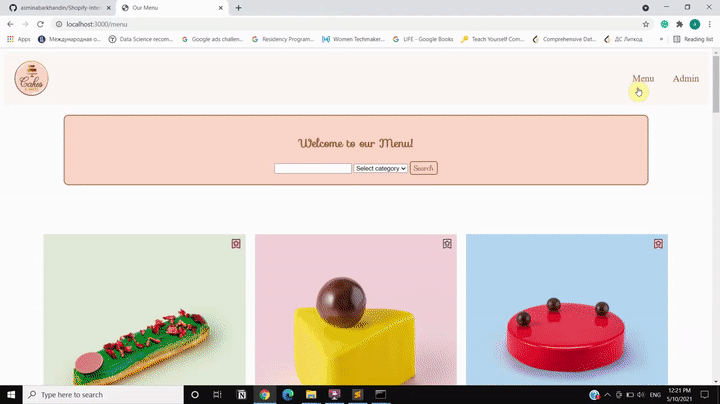 asminabarkhandin/Shopify-inter
Our Menu
localhost:3000/menu
Apps
Международная о...
Data Science recom...
Google ads challen...
Residency Program...
Women Techmaker...
LIFE - Google Books
Teach Yourself Com...
Comprehensive Dat...
ДС Литкод
Reading list
Cakes
Menu
Admin
Welcome to our Menu!
Select category
Search
Type here to search
ENG
12:21 PM
5/10/2021